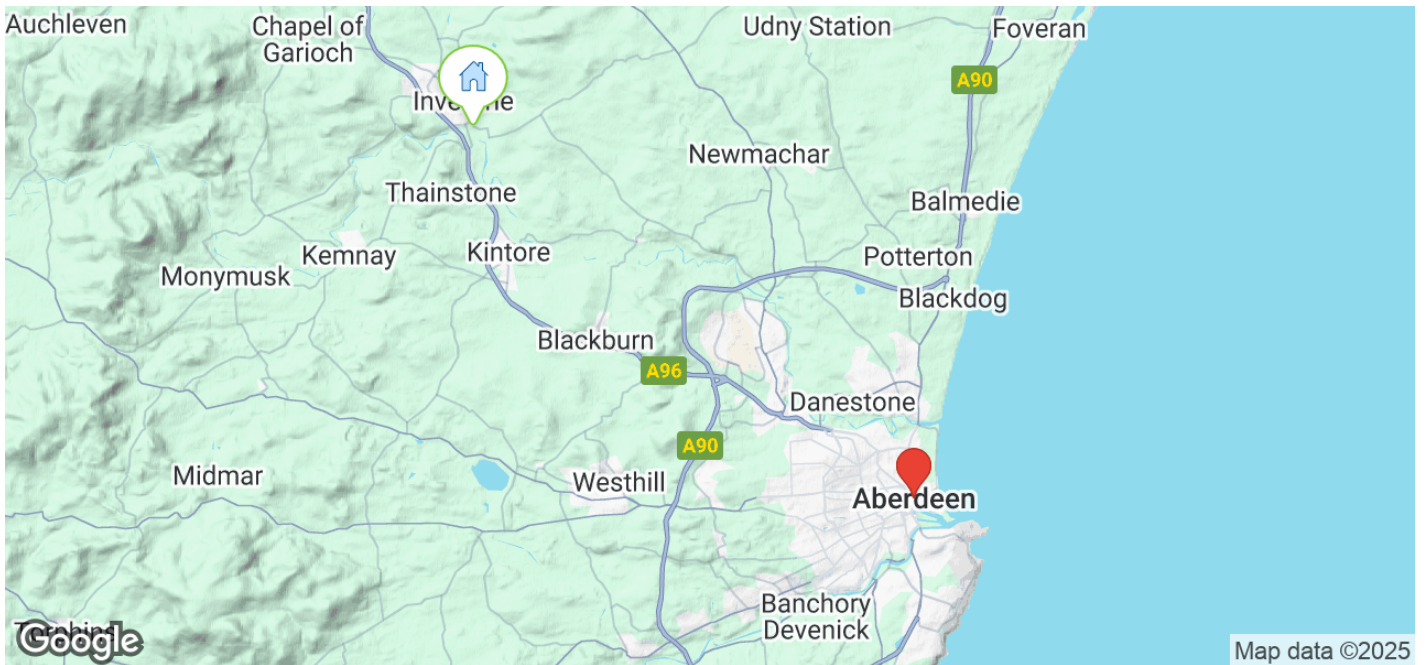 Auchleven
Chapel of
Garioch
Udny Station
Foveran
A90
Newmachar
Thainstone
Balmedie
Kemnay
Kintore
Potterton
Monymusk
Blackdog
Blackburn
A96
Danestone
A90
Midmar
Westhill
Aberdeen
Banchory
Devenick
Google
Map data ©2025